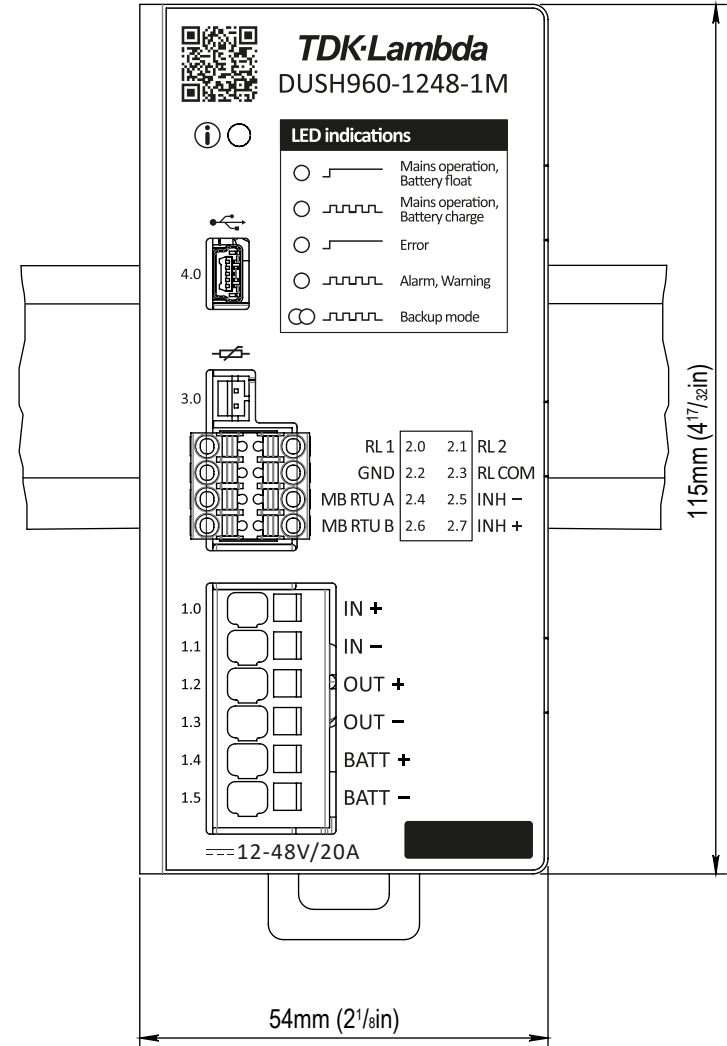 TDK·Lambda
DUSH960-1248-1M
i
LED indications
Mains operation,
Battery float
Mains operation,
Battery charge
Error
Alarm, Warning
Backup mode
4.0
3.0
RL 1 2.0 2.1 RL 2
GND 2.2 2.3 RL COM
MB RTU A 2.4 2.5 INH −
MB RTU B 2.6 2.7 INH +
1.0 IN +
1.1 IN −
1.2 OUT +
1.3 OUT −
1.4 BATT +
1.5 BATT −
12-48V/20A
115mm (4¹⁷/₃₂in)
54mm (2¹/₈in)